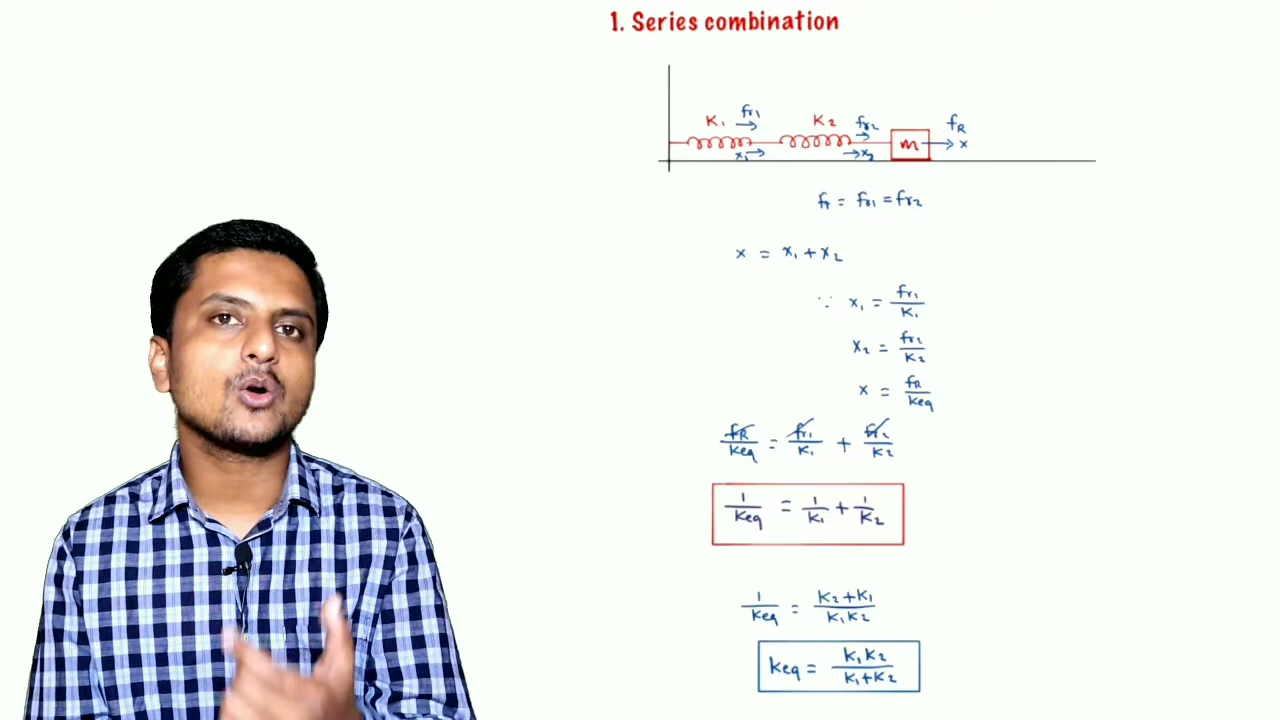 1. Series combination
K1 fr1 K2 fr2 m fR
x1 x2 x
fr = fr1 = fr2
x = x1 + x2
∵ x1 = fr1/K1
x2 = fr2/K2
x = fR/Keq
fR/Keq = fr1/K1 + fr2/K2
1/Keq = 1/K1 + 1/K2
1/Keq = K2+K1/K1K2
Keq = K1K2/K1+K2